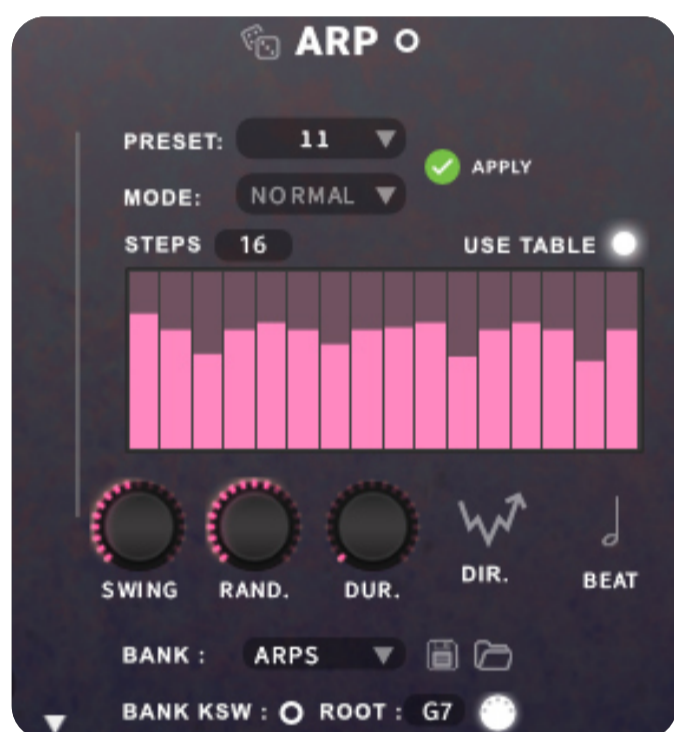 ARP
PRESET: 11
APPLY
MODE: NORMAL
STEPS 16 USE TABLE
SWING RAND. DUR. DIR. BEAT
BANK : ARPS
BANK KSW : ROOT : G7